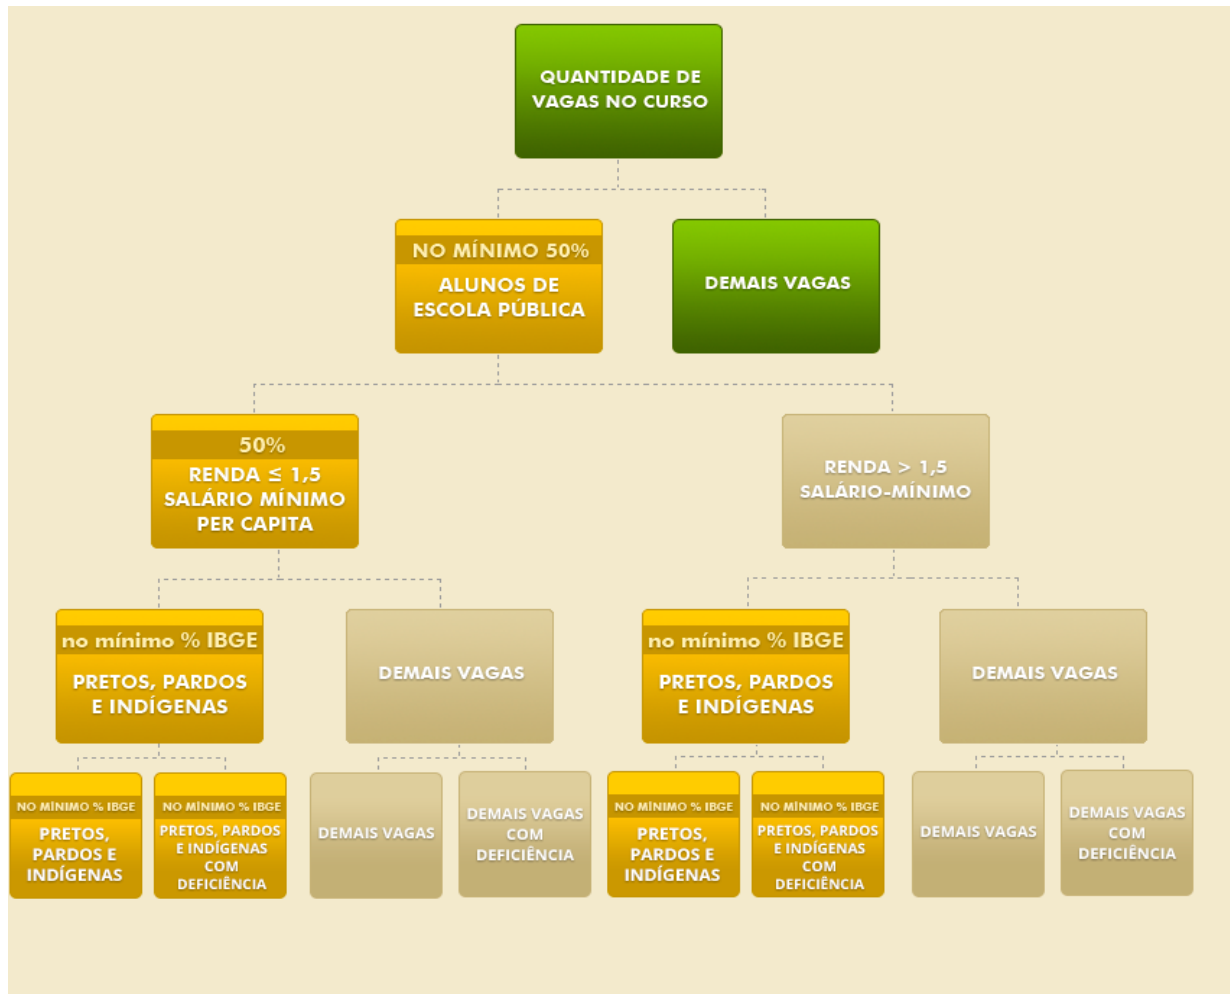 QUANTIDADE DE
VAGAS NO CURSO
NO MÍNIMO 50%
ALUNOS DE
ESCOLA PÚBLICA
DEMAIS VAGAS
50%
RENDA ≤ 1,5
SALÁRIO MÍNIMO
PER CAPITA
RENDA > 1,5
SALÁRIO-MÍNIMO
no mínimo % IBGE
PRETOS, PARDOS
E INDÍGENAS
DEMAIS VAGAS
no mínimo % IBGE
PRETOS, PARDOS
E INDÍGENAS
DEMAIS VAGAS
NO MÍNIMO % IBGE
PRETOS,
PARDOS E
INDÍGENAS
NO MÍNIMO % IBGE
PRETOS, PARDOS
E INDÍGENAS
COM
DEFICIÊNCIA
DEMAIS VAGAS
DEMAIS VAGAS
COM
DEFICIÊNCIA
NO MÍNIMO % IBGE
PRETOS,
PARDOS E
INDÍGENAS
NO MÍNIMO % IBGE
PRETOS, PARDOS
E INDÍGENAS
COM
DEFICIÊNCIA
DEMAIS VAGAS
DEMAIS VAGAS
COM
DEFICIÊNCIA